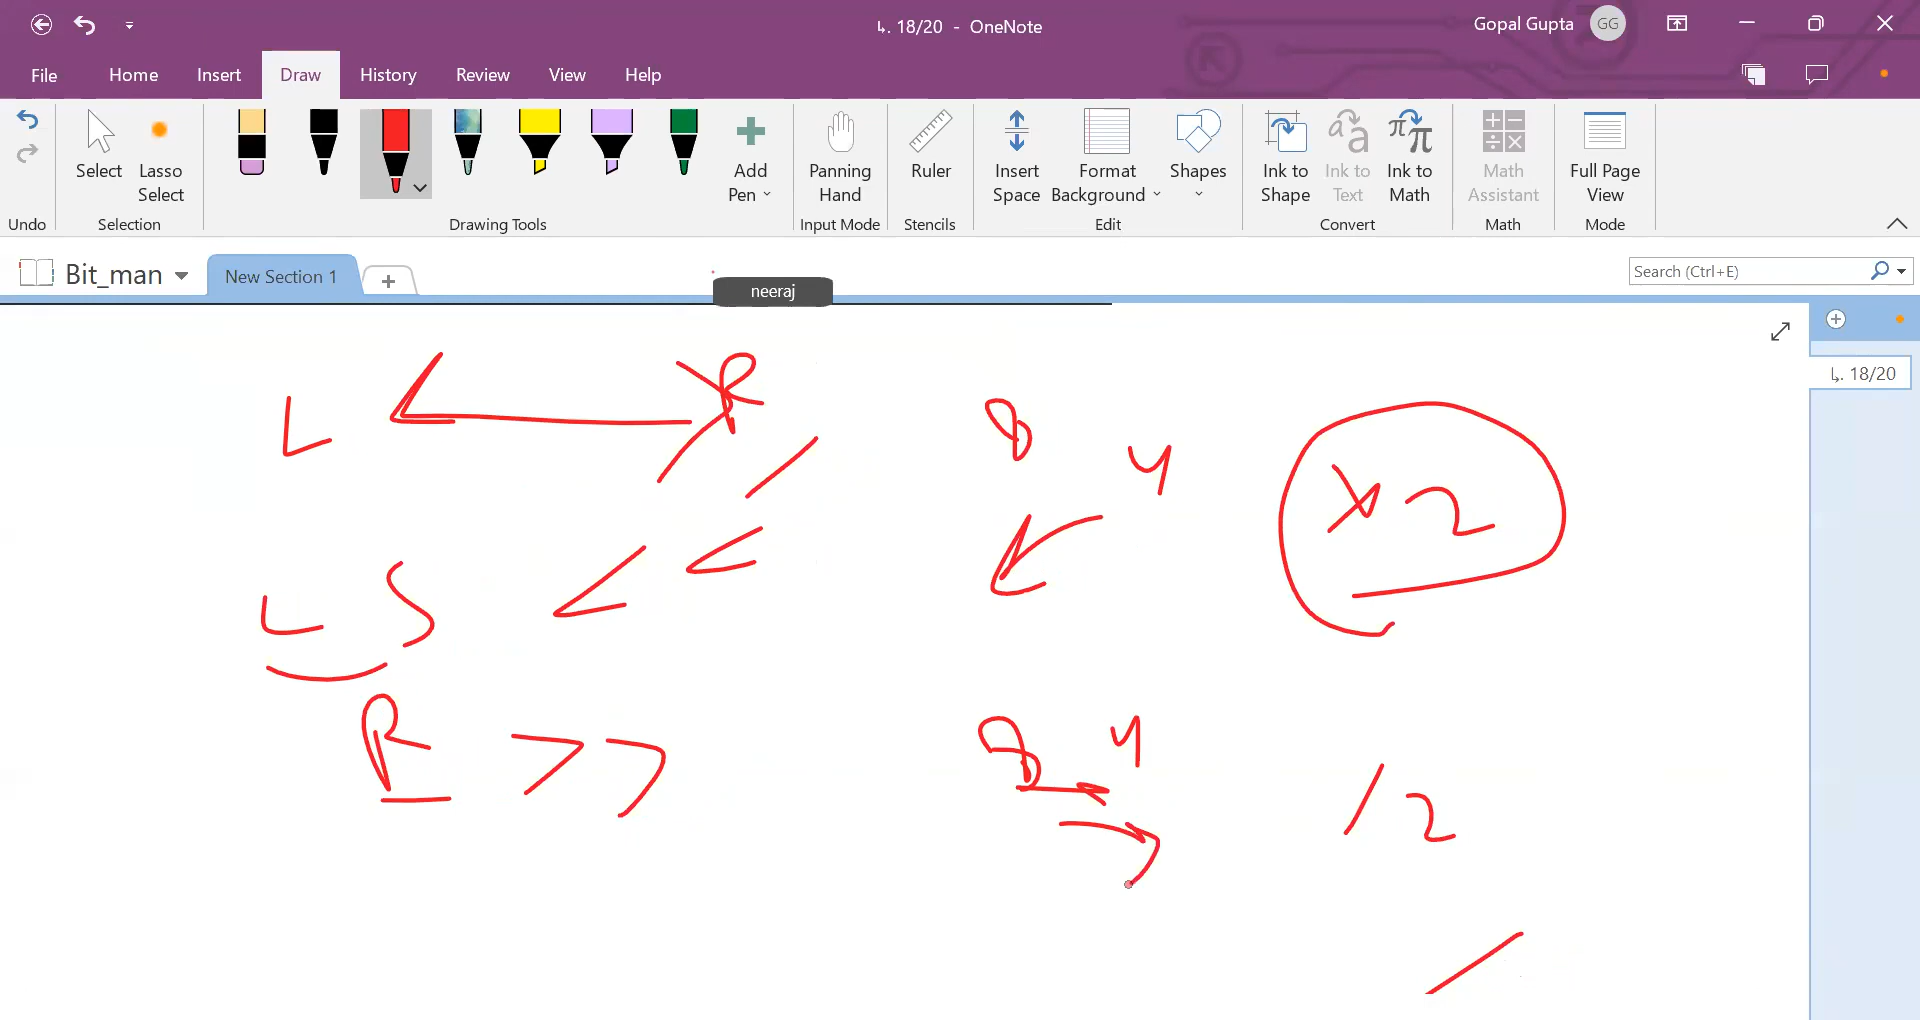 ↳. 18/20 - OneNote
Gopal Gupta GG
File Home Insert Draw History Review View Help
Select
Lasso Select
Add Pen
Panning Hand
Ruler
Insert Space
Format Background
Shapes
Ink to Shape
Ink to Text
Ink to Math
Math Assistant
Full Page View
Undo Selection Drawing Tools Input Mode Stencils Edit Convert Math Mode
Bit_man New Section 1
Search (Ctrl+E)
neeraj
↳. 18/20
L R 8 4 × 2
LS <<
R >> 8 4 / 2